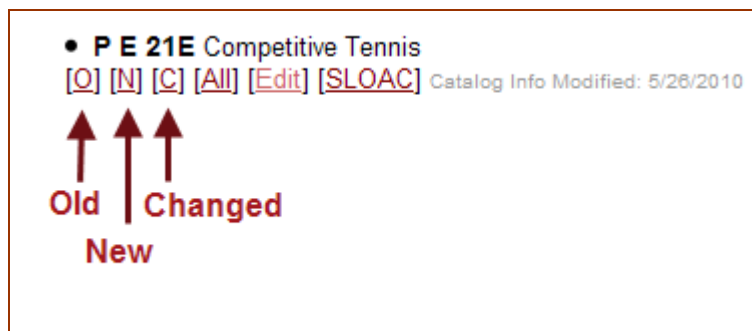 • P E 21E Competitive Tennis
[O] [N] [C] [All] [Edit] [SLOAC] Catalog Info Modified: 5/26/2010
Old Changed
New